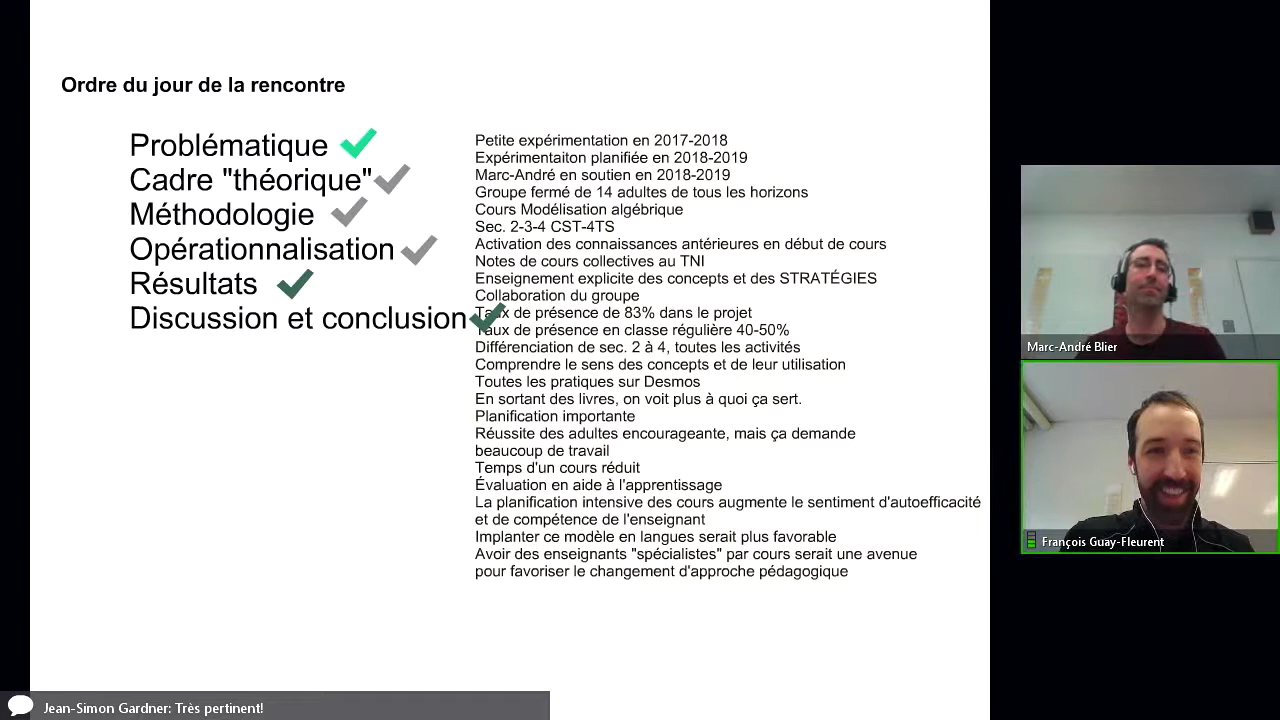 Ordre du jour de la rencontre
Problématique
Cadre "théorique"
Méthodologie
Opérationnalisation
Résultats
Discussion et conclusion
Petite expérimentation en 2017-2018
Expérimentaiton planifiée en 2018-2019
Marc-André en soutien en 2018-2019
Groupe fermé de 14 adultes de tous les horizons
Cours Modélisation algébrique
Sec. 2-3-4 CST-4TS
Activation des connaissances antérieures en début de cours
Notes de cours collectives au TNI
Enseignement explicite des concepts et des STRATÉGIES
Collaboration du groupe
Taux de présence de 83% dans le projet
Taux de présence en classe régulière 40-50%
Différenciation de sec. 2 à 4, toutes les activités
Comprendre le sens des concepts et de leur utilisation
Toutes les pratiques sur Desmos
En sortant des livres, on voit plus à quoi ça sert.
Planification importante
Réussite des adultes encourageante, mais ça demande
beaucoup de travail
Temps d'un cours réduit
Évaluation en aide à l'apprentissage
La planification intensive des cours augmente le sentiment d'autoefficacité
et de compétence de l'enseignant
Implanter ce modèle en langues serait plus favorable
Avoir des enseignants "spécialistes" par cours serait une avenue
pour favoriser le changement d'approche pédagogique
Marc-André Blier
François Guay-Fleurent
Jean-Simon Gardner: Très pertinent!